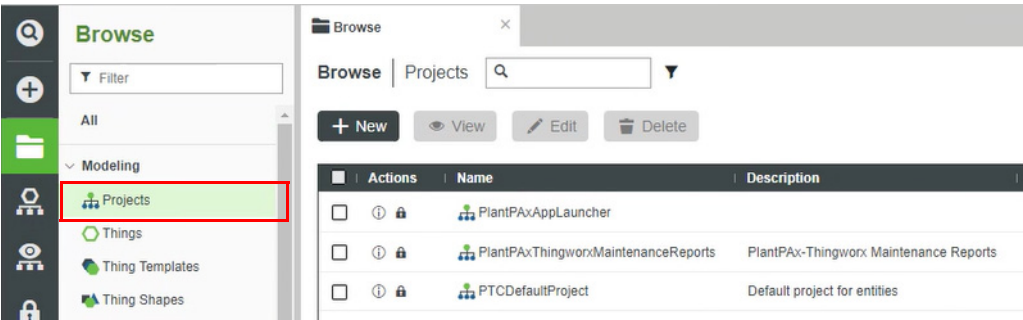 Browse
Filter
All
Modeling
Projects
Things
Thing Templates
Thing Shapes
Browse
Browse Projects
New View Edit Delete
Actions Name Description
PlantPAxAppLauncher
PlantPAxThingworxMaintenanceReports PlantPAx-Thingworx Maintenance Reports
PTCDefaultProject Default project for entities